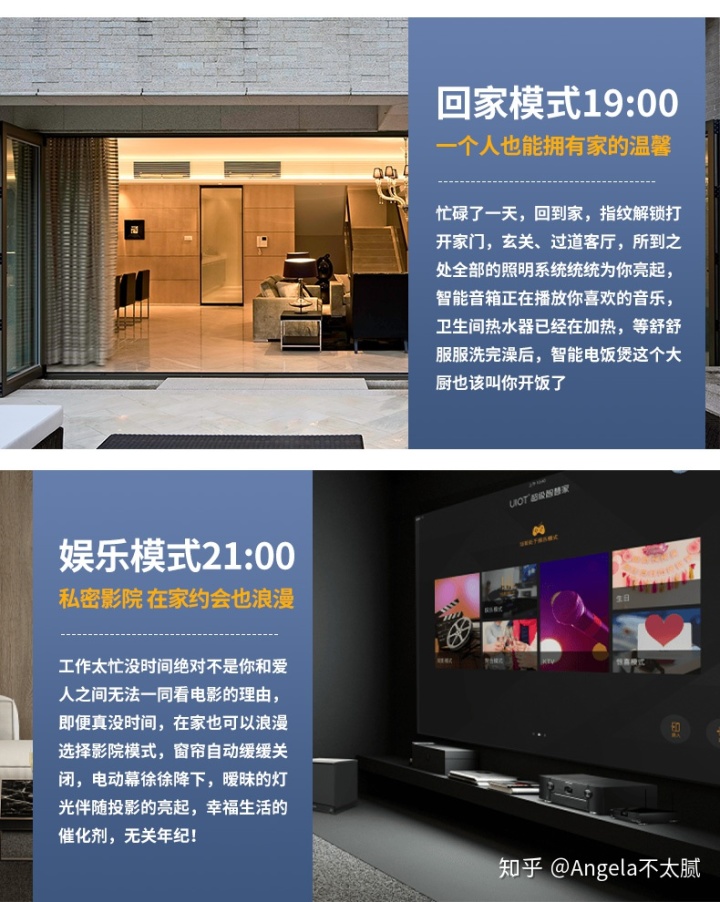 回家模式19:00
一个人也能拥有家的温馨
忙碌了一天，回到家，指纹解锁打
开家门，玄关、过道客厅，所到之
处全部的照明系统统统为你亮起，
智能音箱正在播放你喜欢的音乐，
卫生间热水器已经在加热，等舒舒
服服洗完澡后，智能电饭煲这个大
厨也该叫你开饭了
娱乐模式21:00
私密影院 在家约会也浪漫
工作太忙没时间绝对不是你和爱
人之间无法一同看电影的理由，
即便真没时间，在家也可以浪漫
选择影院模式，窗帘自动缓缓关
闭，电动幕徐徐降下，暧昧的灯
光伴随投影的亮起，幸福生活的
催化剂，无关年纪！
UIOT 超级智慧家
KTV
生日
知乎 @Angela不太腻